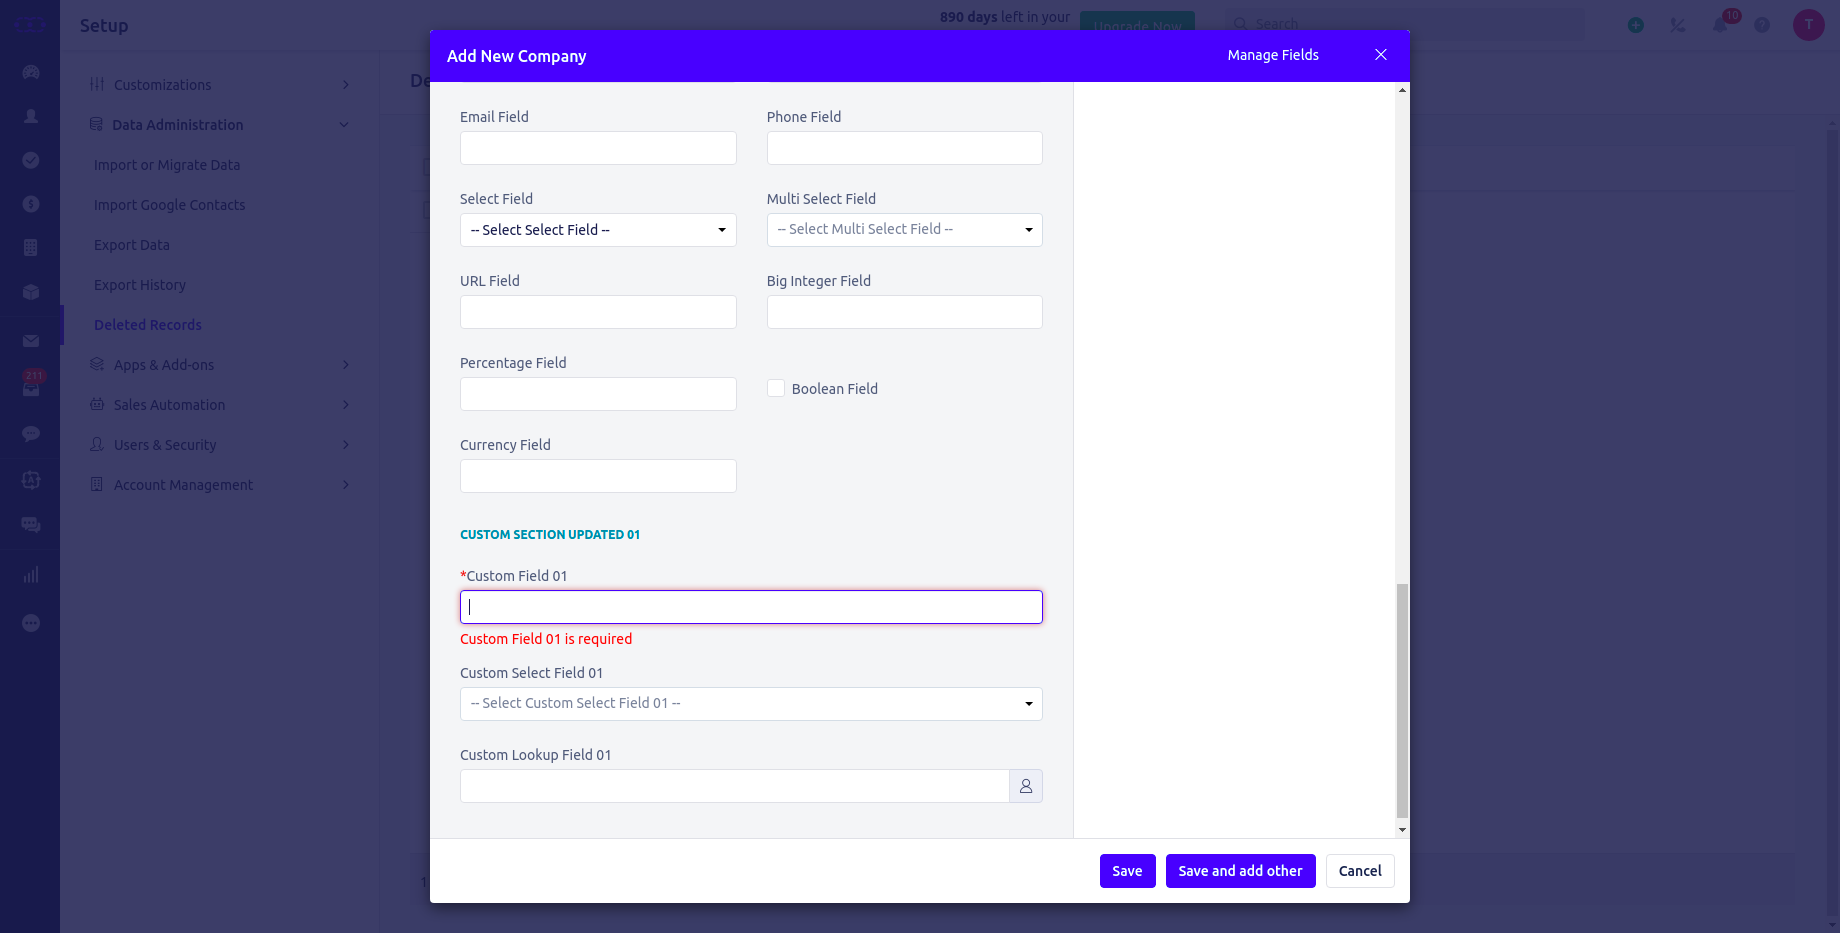 Setup
890 days left in your
Upgrade Now
Search
10
T
Customizations
Data Administration
Import or Migrate Data
Import Google Contacts
Export Data
Export History
Deleted Records
Apps & Add-ons
Sales Automation
Users & Security
Account Management
211
De
Add New Company
Manage Fields
Email Field
Phone Field
Select Field
Multi Select Field
-- Select Select Field --
-- Select Multi Select Field --
URL Field
Big Integer Field
Percentage Field
Boolean Field
Currency Field
CUSTOM SECTION UPDATED 01
*Custom Field 01
Custom Field 01 is required
Custom Select Field 01
-- Select Custom Select Field 01 --
Custom Lookup Field 01
1
Save
Save and add other
Cancel